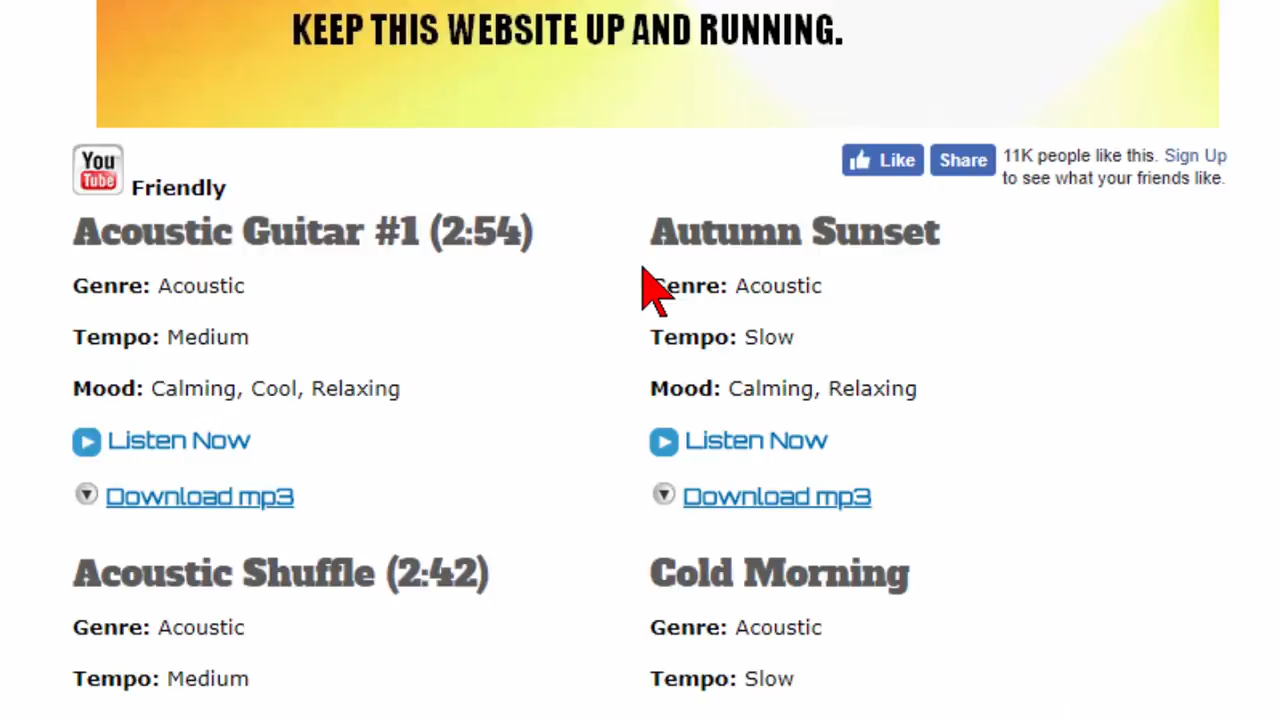 KEEP THIS WEBSITE UP AND RUNNING.
You
Tube
Friendly
Like
Share
11K people like this. Sign Up
to see what your friends like.
Acoustic Guitar #1 (2:54)
Genre: Acoustic
Tempo: Medium
Mood: Calming, Cool, Relaxing
Listen Now
Download mp3
Autumn Sunset
enre: Acoustic
Tempo: Slow
Mood: Calming, Relaxing
Listen Now
Download mp3
Acoustic Shuffle (2:42)
Genre: Acoustic
Tempo: Medium
Cold Morning
Genre: Acoustic
Tempo: Slow